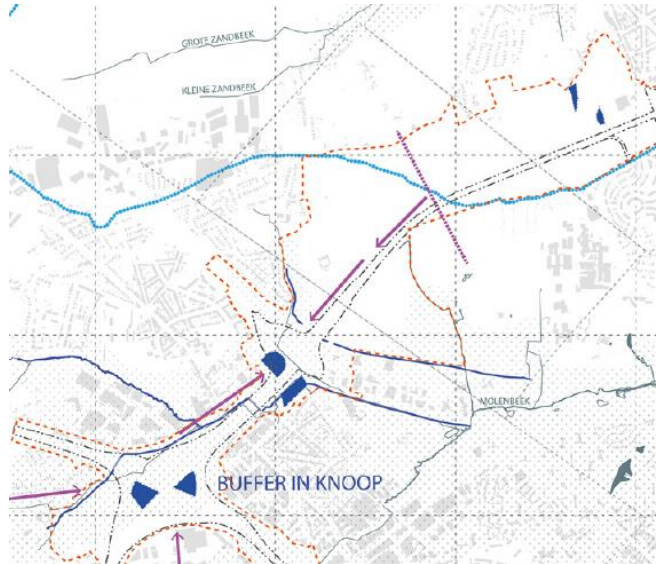 GROTE ZANDBEEK
KLEINE ZANDBEEK
MOLENBEEK
BUFFER IN KNOOP